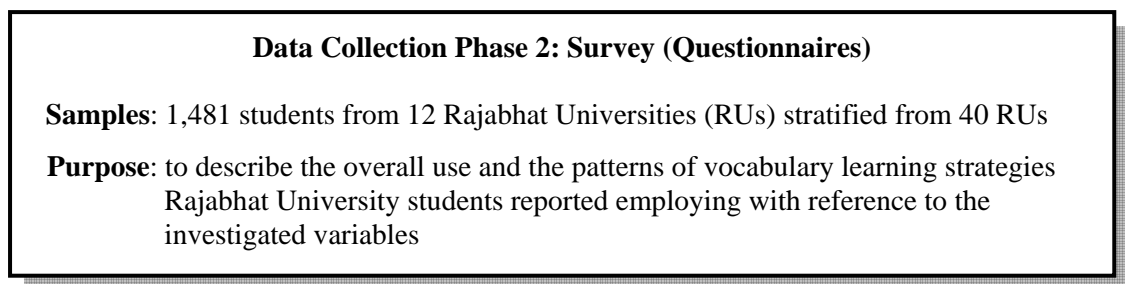 Data Collection Phase 2: Survey (Questionnaires)
Samples: 1,481 students from 12 Rajabhat Universities (RUs) stratified from 40 RUs
Purpose: to describe the overall use and the patterns of vocabulary learning strategies
Rajabhat University students reported employing with reference to the
investigated variables